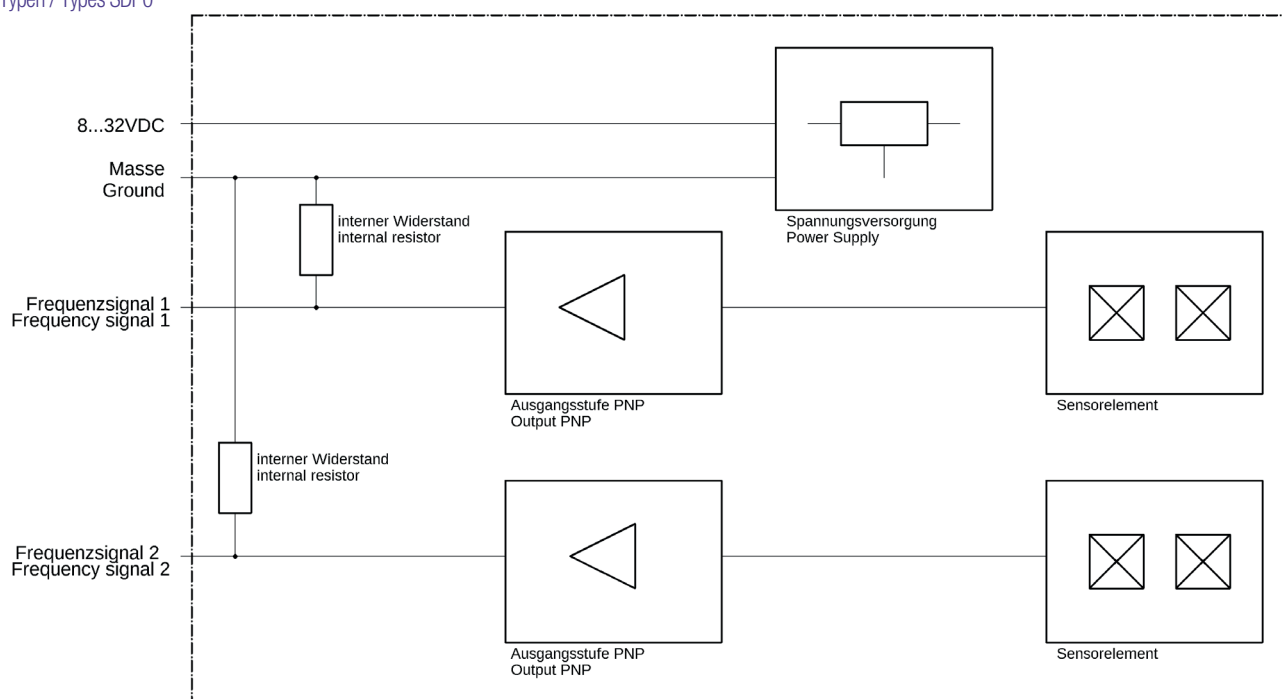 Typen / Types SDP0
8...32VDC
Masse
Ground
interner Widerstand
internal resistor
Spannungsversorgung
Power Supply
Frequenzsignal 1
Frequency signal 1
Ausgangsstufe PNP
Output PNP
Sensorelement
interner Widerstand
internal resistor
Frequenzsignal 2
Frequency signal 2
Ausgangsstufe PNP
Output PNP
Sensorelement